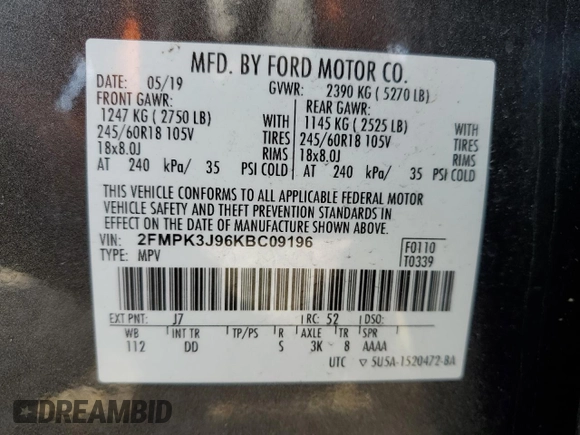 MFD. BY FORD MOTOR CO.
DATE: 05/19 GVWR: 2390 KG ( 5270 LB)
FRONT GAWR: REAR GAWR:
1247 KG ( 2750 LB) WITH 1145 KG ( 2525 LB) WITH
245/60R18 105V TIRES 245/60R18 105V TIRES
18x8.0J RIMS 18x8.0J RIMS
AT 240 kPa/ 35 PSI COLD AT 240 kPa/ 35 PSI COLD
THIS VEHICLE CONFORMS TO ALL APPLICABLE FEDERAL MOTOR
VEHICLE SAFETY AND THEFT PREVENTION STANDARDS IN
EFFECT ON THE DATE OF MANUFACTURE SHOWN ABOVE.
VIN: 2FMPK3J96KBC09196 F0110
TYPE: MPV T0339
EXT PNT: J7 RC: 52 DSO:
WB INT TR TP/PS R AXLE TR SPR
112 DD S 3K 8 AAAA
UTC ▽ 5U5A-1520472-BA
DREAMBID